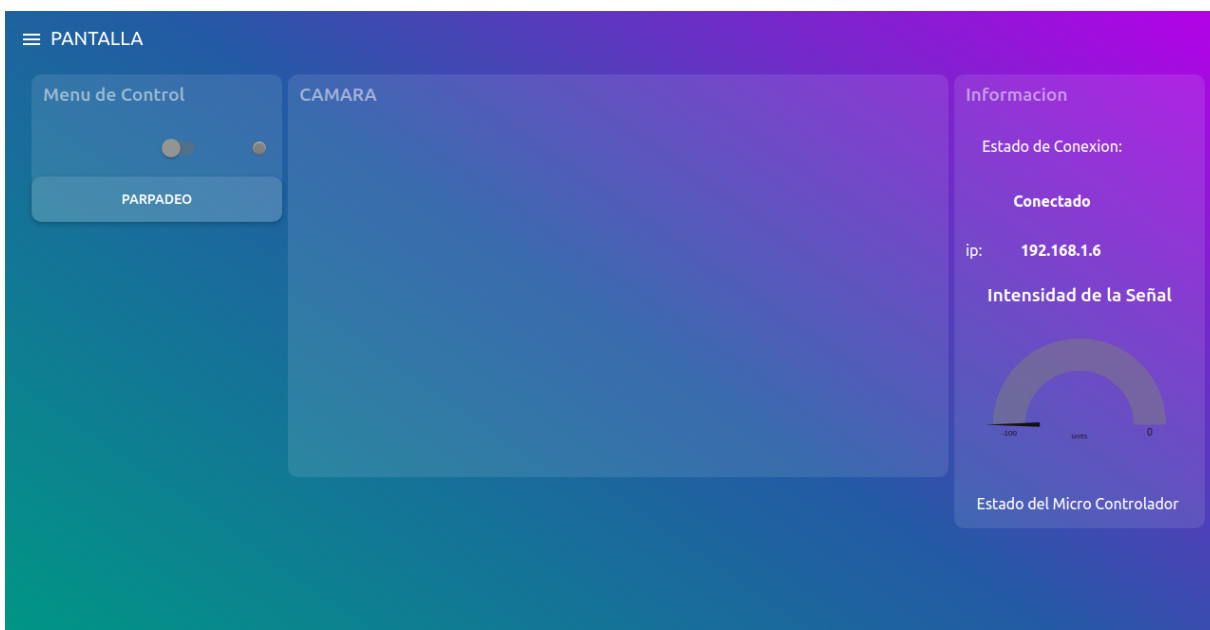 PANTALLA
Menu de Control
PARPADEO
CAMARA
Informacion
Estado de Conexion:
Conectado
ip: 192.168.1.6
Intensidad de la Señal
-100 units 0
Estado del Micro Controlador